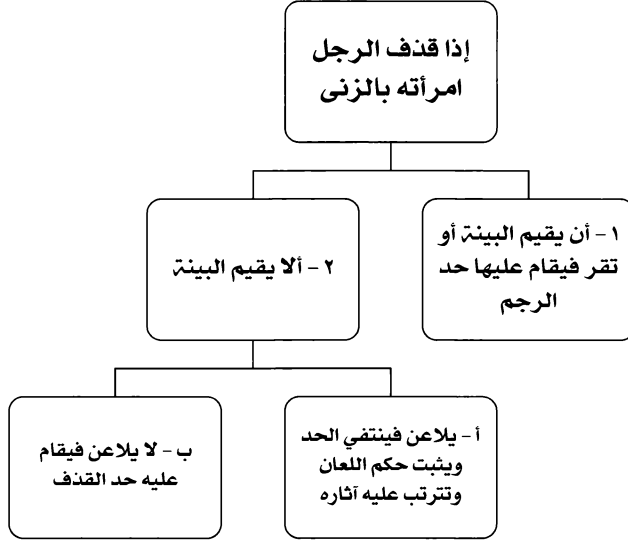 إذا قذف الرجل
امرأته بالزنى
١- أن يقيم البينة أو
تقر فيقام عليها حد
الرجم
٢- ألا يقيم البينة
أ- يلاعن فينتفي الحد
ويثبت حكم اللعان
وتترتب عليه آثاره
ب- لا يلاعن فيقام
عليه حد القذف